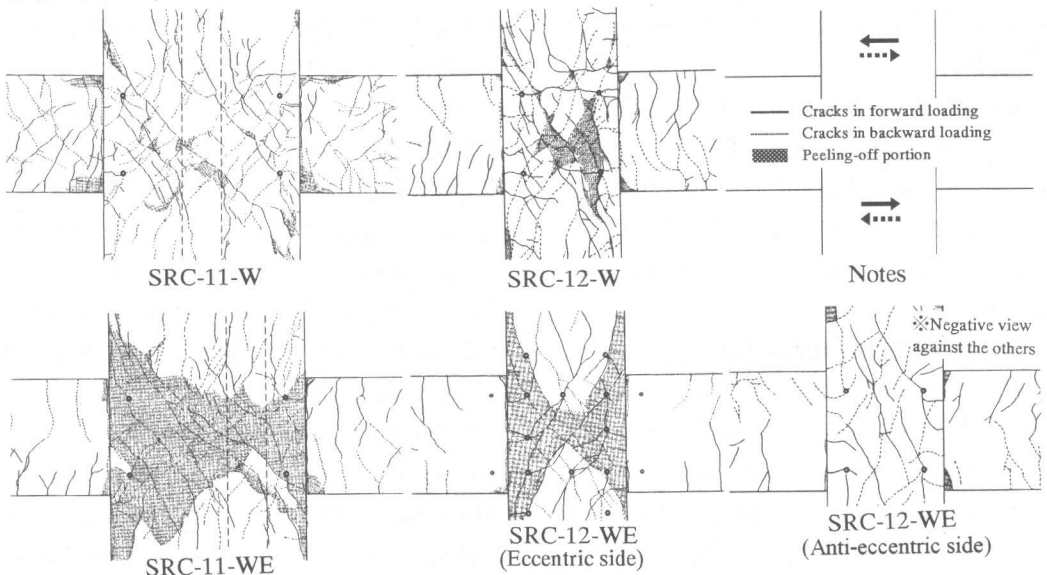 Cracks in forward loading
Cracks in backward loading
Peeling-off portion
SRC-11-W
SRC-12-W
Notes
※Negative view
against the others
SRC-11-WE
SRC-12-WE
(Eccentric side)
SRC-12-WE
(Anti-eccentric side)